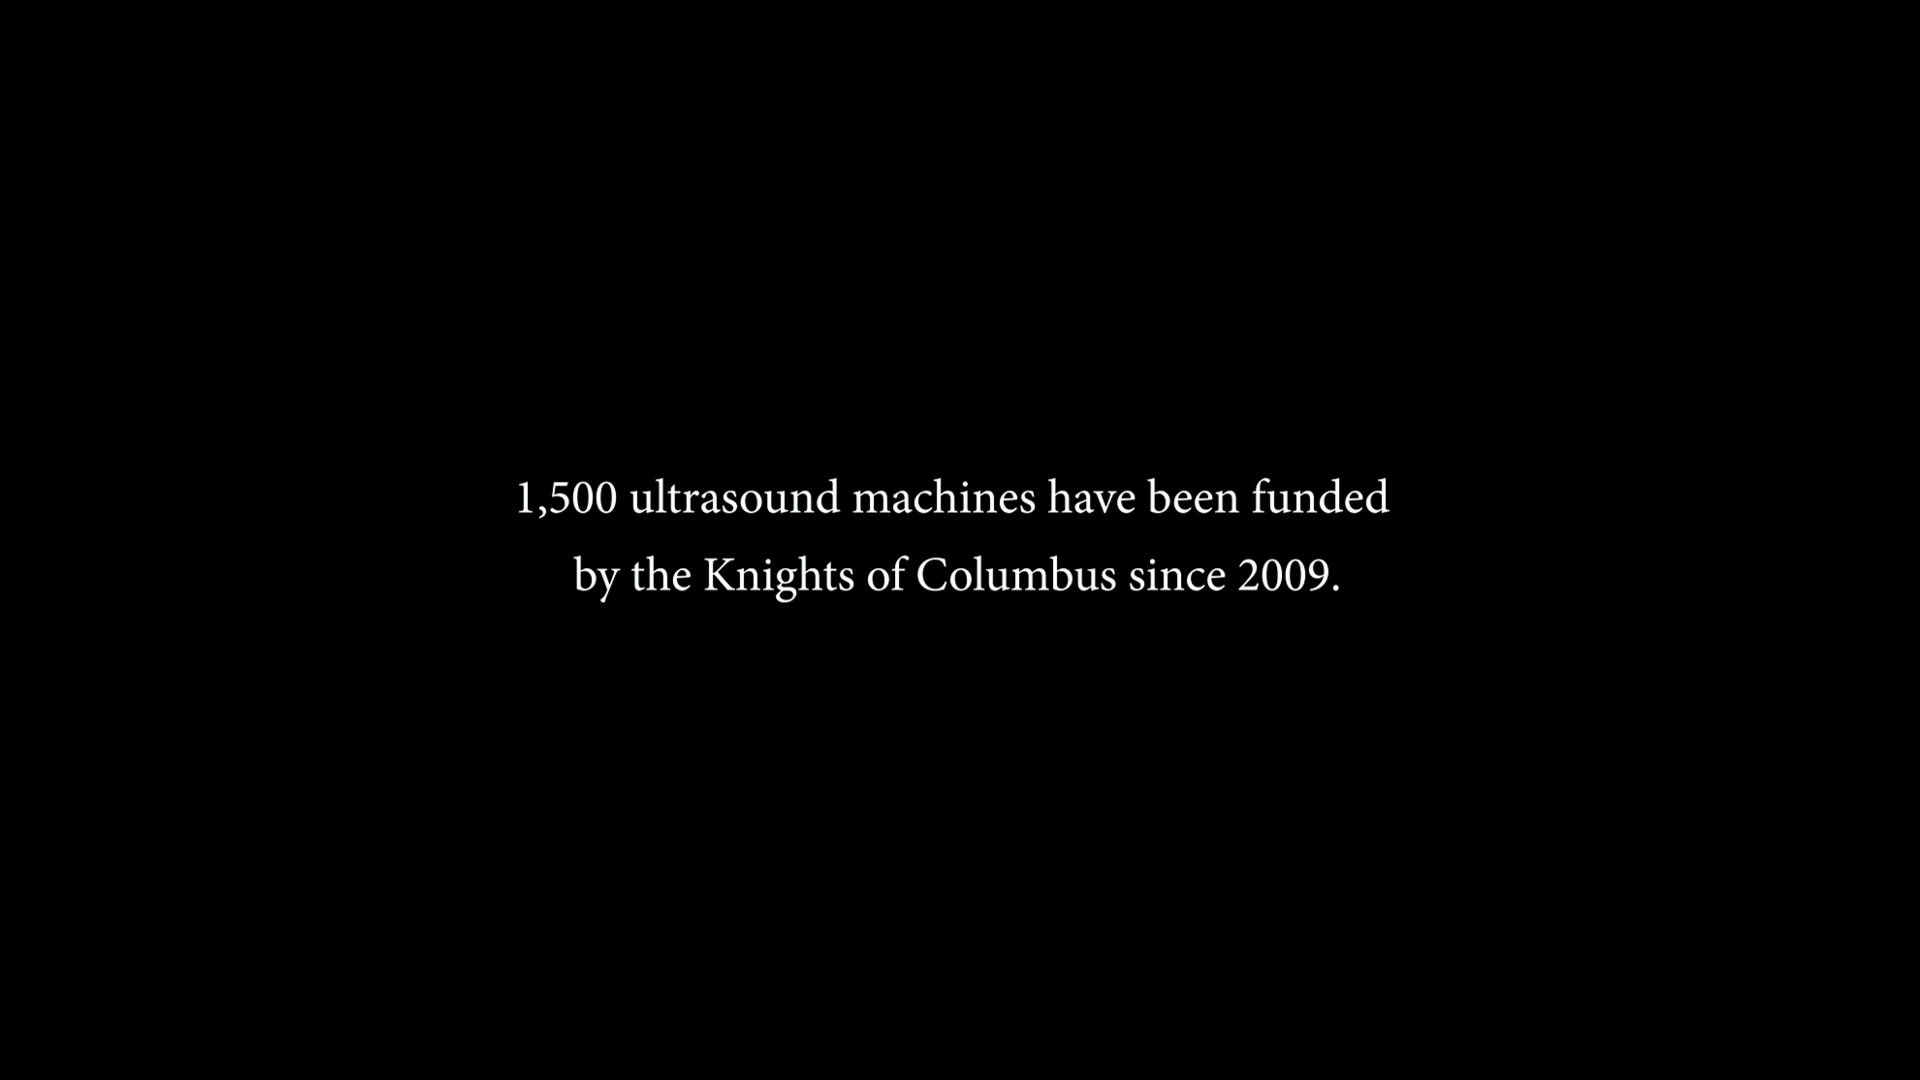 1,500 ultrasound machines have been funded
by the Knights of Columbus since 2009.